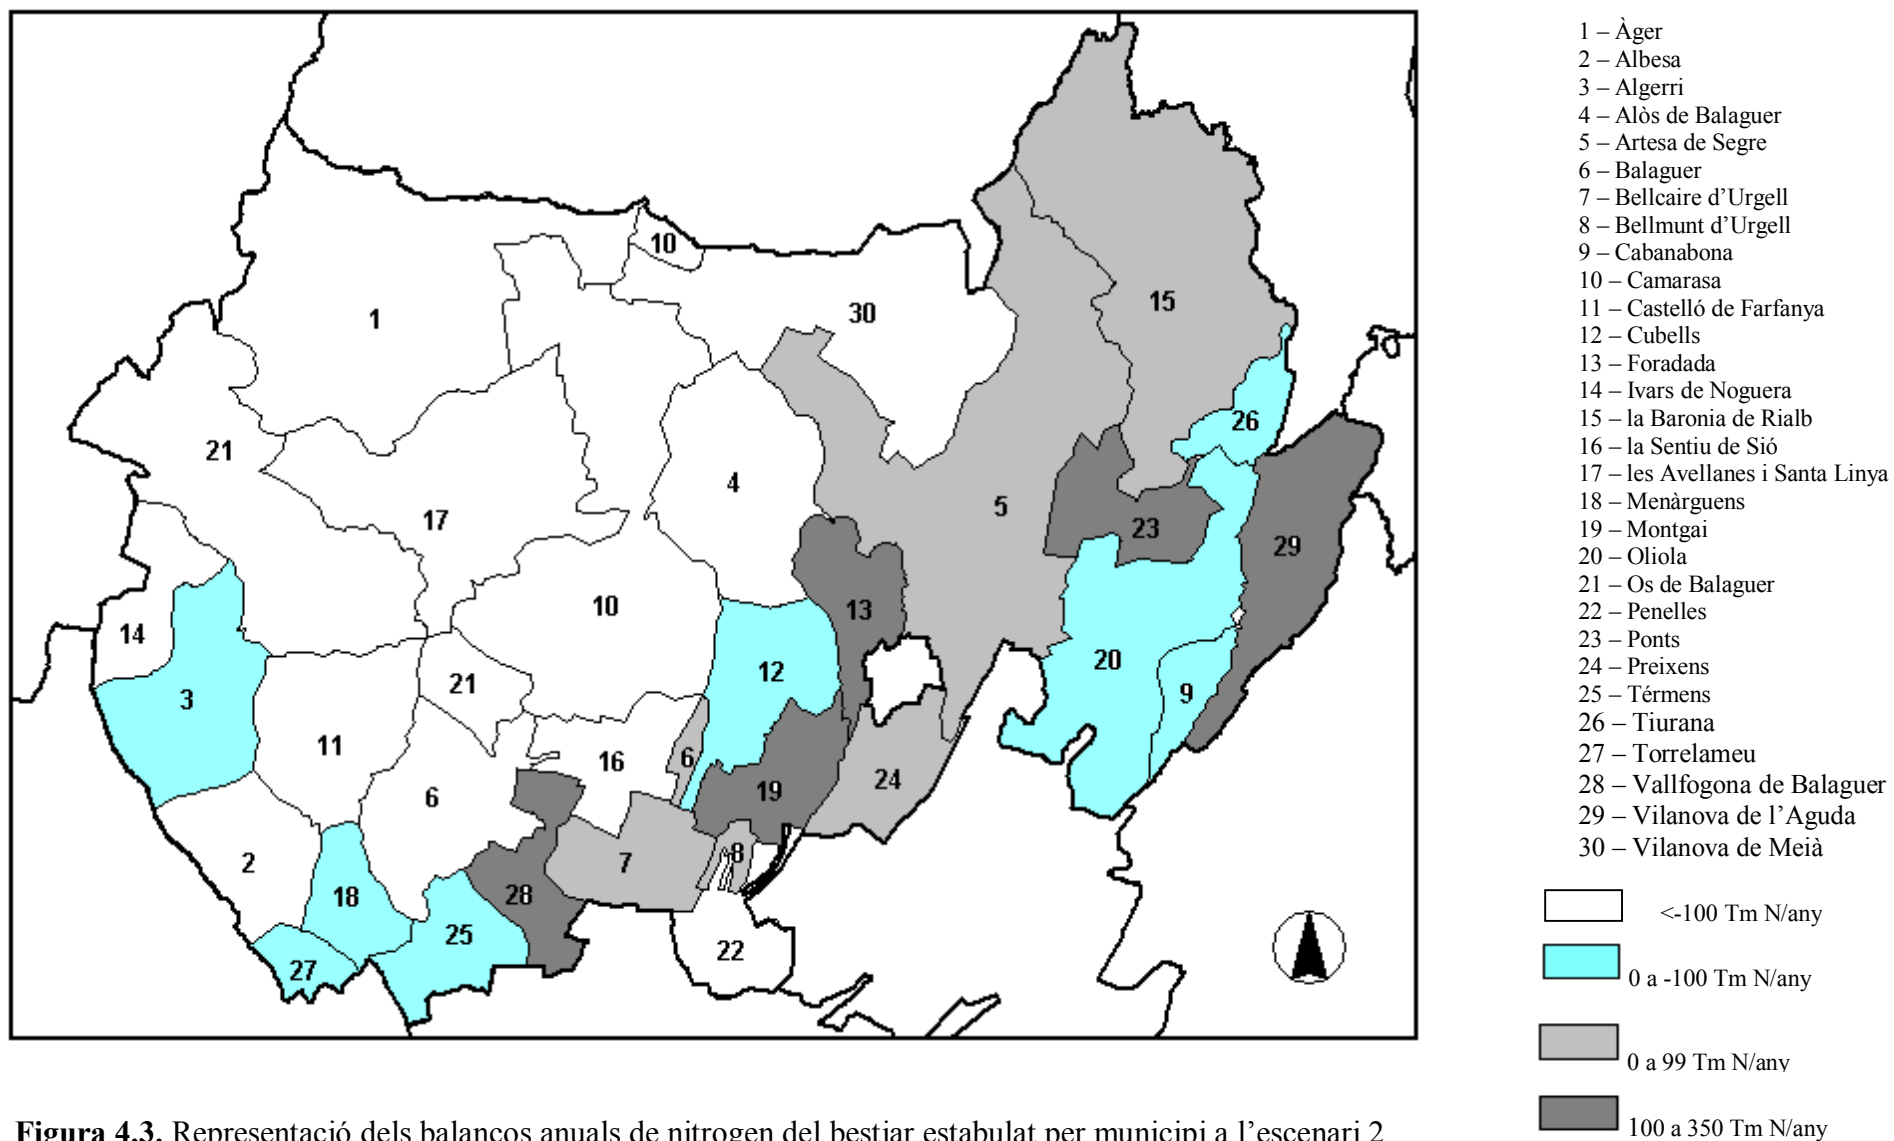 1 – Àger
2 – Albesa
3 – Algerri
4 – Alòs de Balaguer
5 – Artesa de Segre
6 – Balaguer
7 – Bellcaire d’Urgell
8 – Bellmunt d’Urgell
9 – Cabanabona
10 – Camarasa
11 – Castelló de Farfanya
12 – Cubells
13 – Foradada
14 – Ivars de Noguera
15 – la Baronia de Rialb
16 – la Sentiu de Sió
17 – les Avellanes i Santa Linya
18 – Menàrguens
19 – Montgai
20 – Oliola
21 – Os de Balaguer
22 – Penelles
23 – Ponts
24 – Preixens
25 – Térmens
26 – Tiurana
27 – Torrelameu
28 – Vallfogona de Balaguer
29 – Vilanova de l’Aguda
30 – Vilanova de Meià
<-100 Tm N/any
0 a -100 Tm N/any
0 a 99 Tm N/any
100 a 350 Tm N/any
10
1
30
15
21
26
4
17
5
23
29
10
13
14
12
20
21
3
9
11
6
16
19
24
6
2
7
8
18
28
25
22
27
Figura 4.3. Representació dels balanços anuals de nitrogen del bestiar estabulat per municipi a l’escenari 2